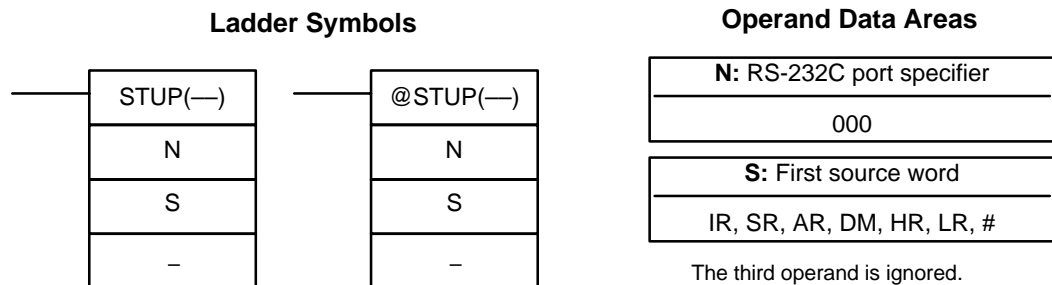 Ladder Symbols
STUP(––)
N
S
–
@STUP(––)
N
S
–
Operand Data Areas
N: RS-232C port specifier
000
S: First source word
IR, SR, AR, DM, HR, LR, #
The third operand is ignored.